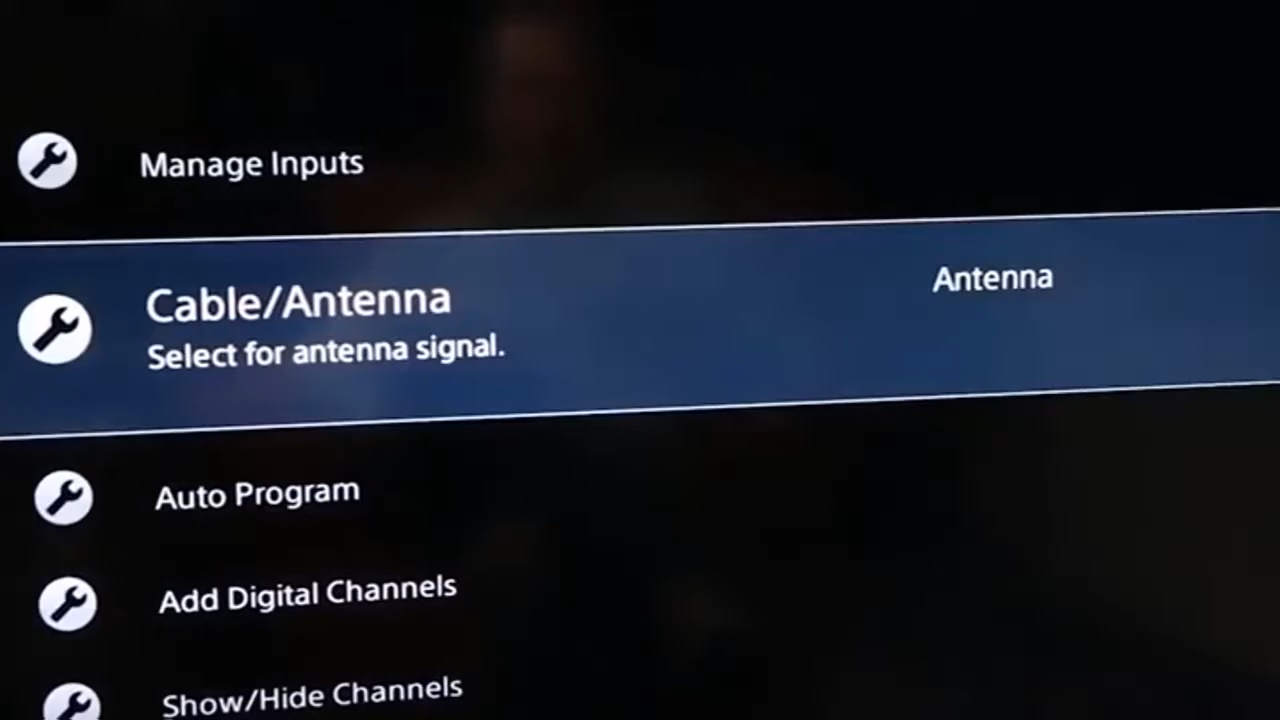 Manage Inputs
Cable/Antenna
Antenna
Select for antenna signal.
Auto Program
Add Digital Channels
Show/Hide Channels